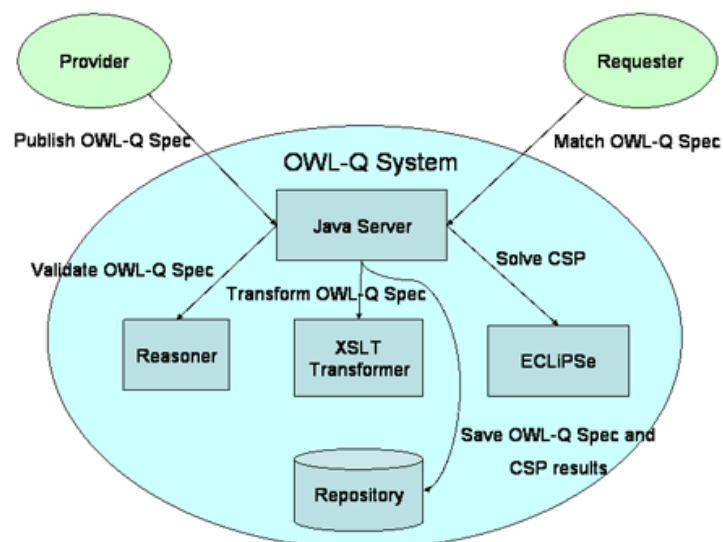 Provider
Requester
Publish OWL-Q Spec
Match OWL-Q Spec
OWL-Q System
Java Server
Validate OWL-Q Spec
Solve CSP
Transform OWL-Q Spec
Reasoner
XSLT
Transformer
ECLiPSe
Save OWL-Q Spec and
CSP results
Repository